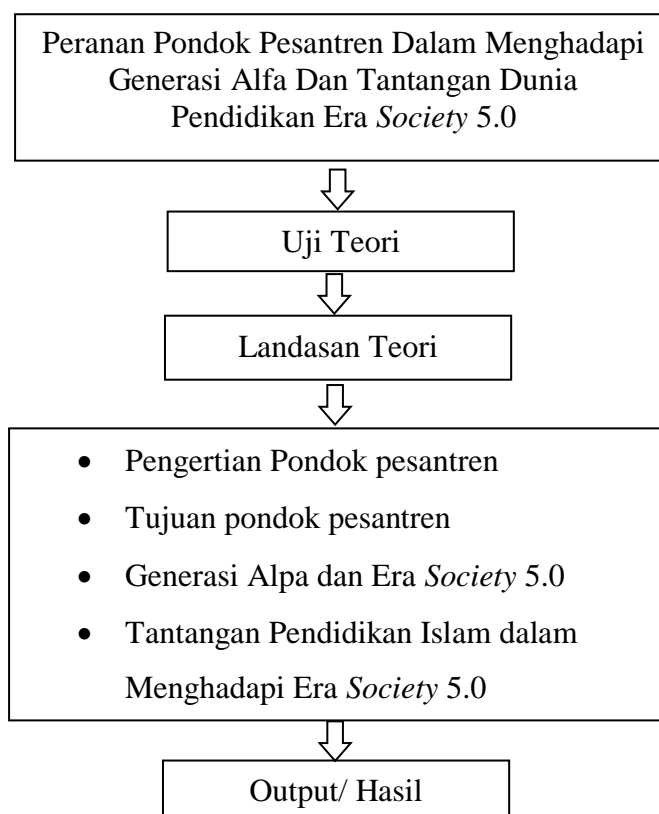 Peranan Pondok Pesantren Dalam Menghadapi
Generasi Alfa Dan Tantangan Dunia
Pendidikan Era Society 5.0
Uji Teori
Landasan Teori
• Pengertian Pondok pesantren
• Tujuan pondok pesantren
• Generasi Alpa dan Era Society 5.0
• Tantangan Pendidikan Islam dalam
Menghadapi Era Society 5.0
Output/ Hasil